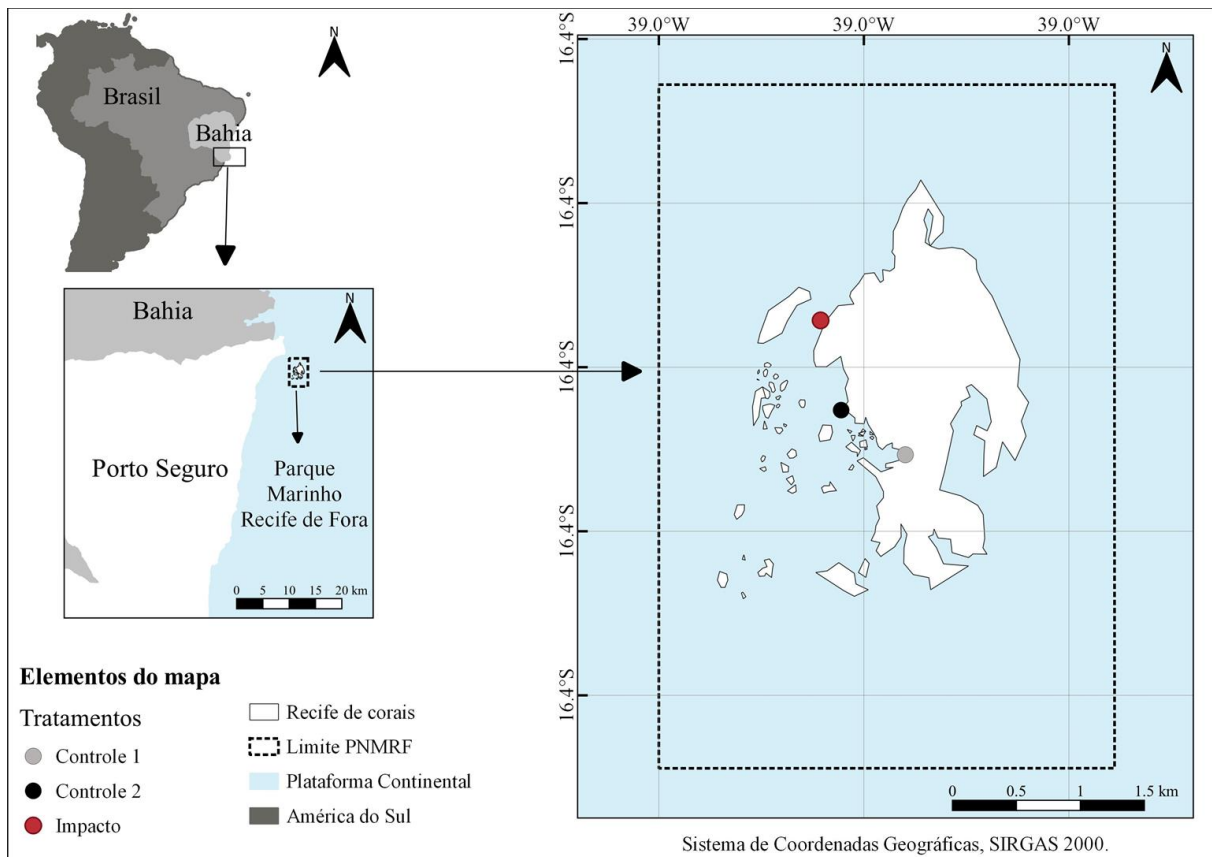 N
Brasil
Bahia
N
Bahia
Porto Seguro
Parque
Marinho
Recife de Fora
0 5 10 15 20 km
Elementos do mapa
Tratamentos
Controle 1
Controle 2
Impacto
Recife de corais
Limite PNMRF
Plataforma Continental
América do Sul
39.0°W 39.0°W 39.0°W
N
16.4°S
16.4°S
16.4°S
16.4°S
16.4°S
0 0.5 1 1.5 km
Sistema de Coordenadas Geográficas, SIRGAS 2000.